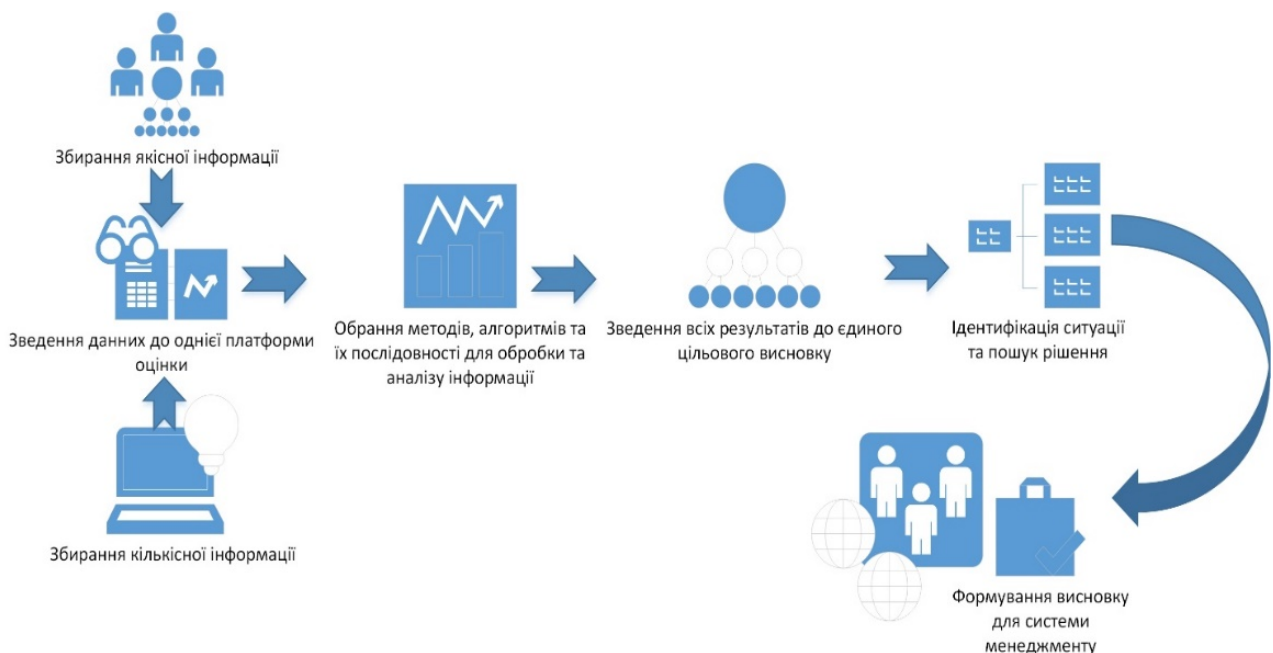 Збирання якісної інформації
Зведення данних до однієї платформи
оцінки
Збирання кількісної інформації
Обрання методів, алгоритмів та
їх послідовності для обробки та
аналізу інформації
Зведення всіх результатів до єдиного
цільового висновку
Ідентифікація ситуації
та пошук рішення
Формування висновку
для системи
менеджменту